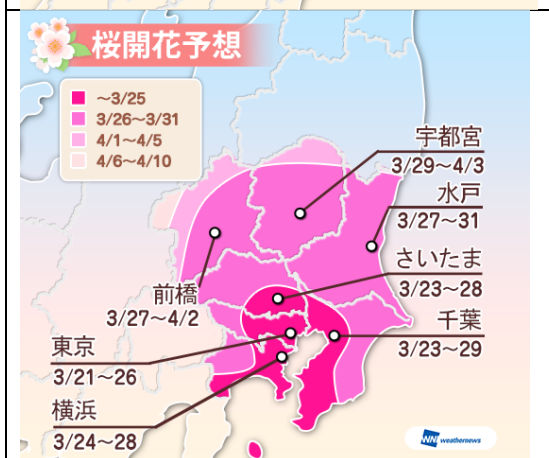 桜開花予想
～3/25
3/26～3/31
4/1～4/5
4/6～4/10
宇都宮
3/29～4/3
水戸
3/27～31
さいたま
3/23～28
前橋
3/27～4/2
千葉
3/23～29
東京
3/21～26
横浜
3/24～28
WNI weathernews